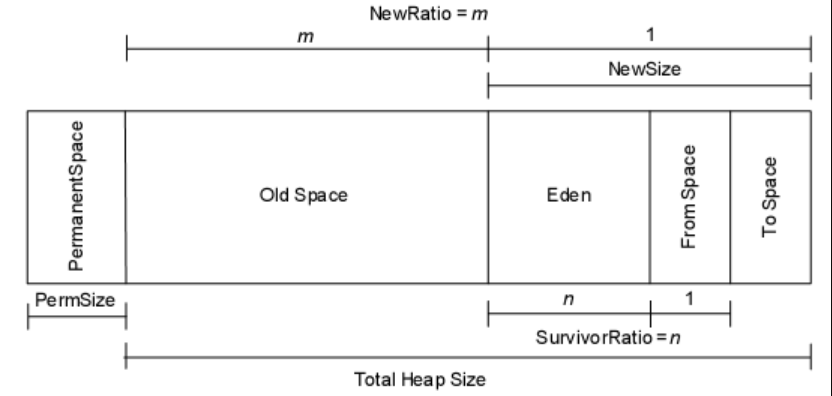 NewRatio = m
m
1
NewSize
PermanentSpace
Old Space
Eden
From Space
To Space
PermSize
n
1
SurvivorRatio = n
Total Heap Size